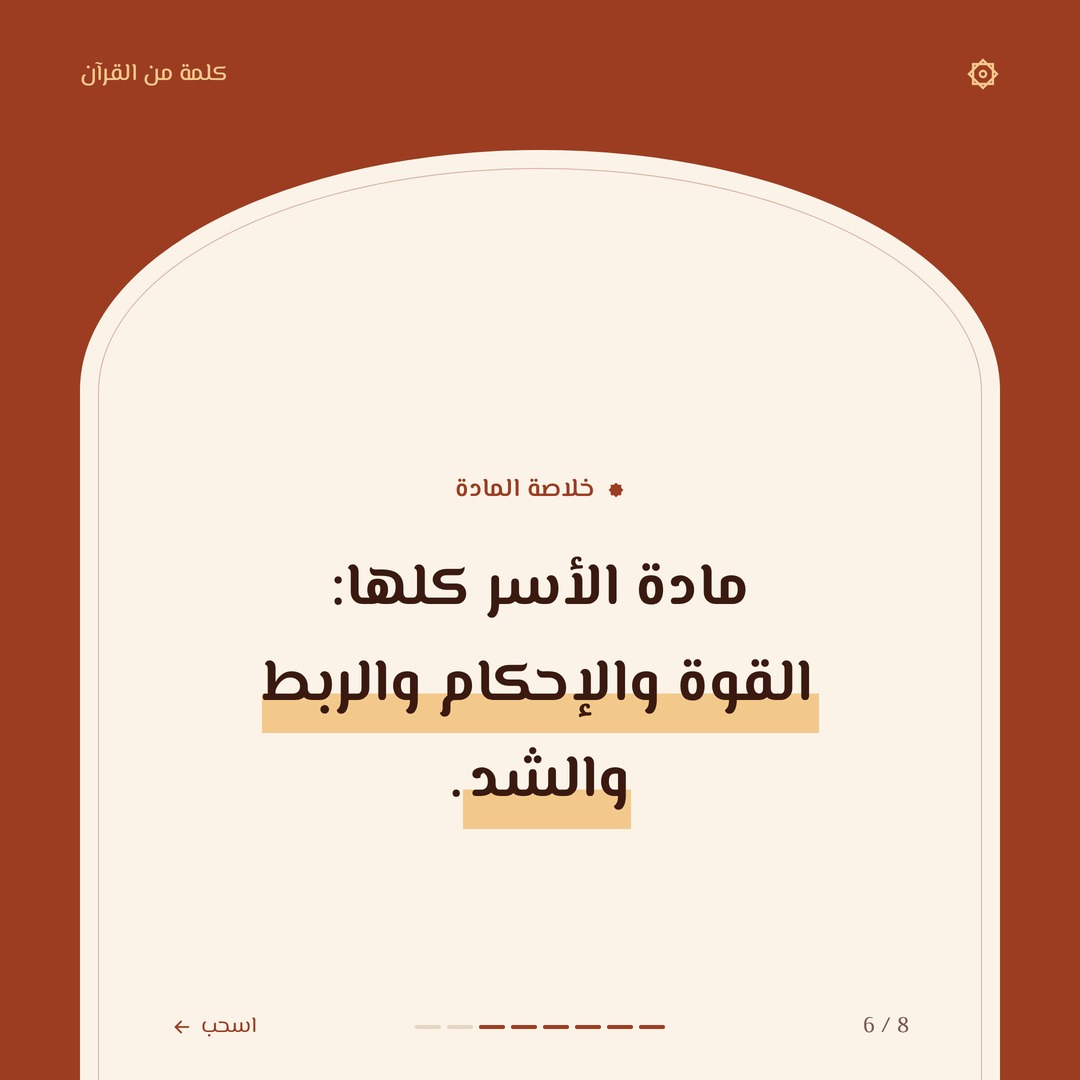 كلمة من القرآن
خلاصة المادة
مادة الأسر كلها:
القوة والإحكام والربط
والشد.
6 / 8
اسحب ←